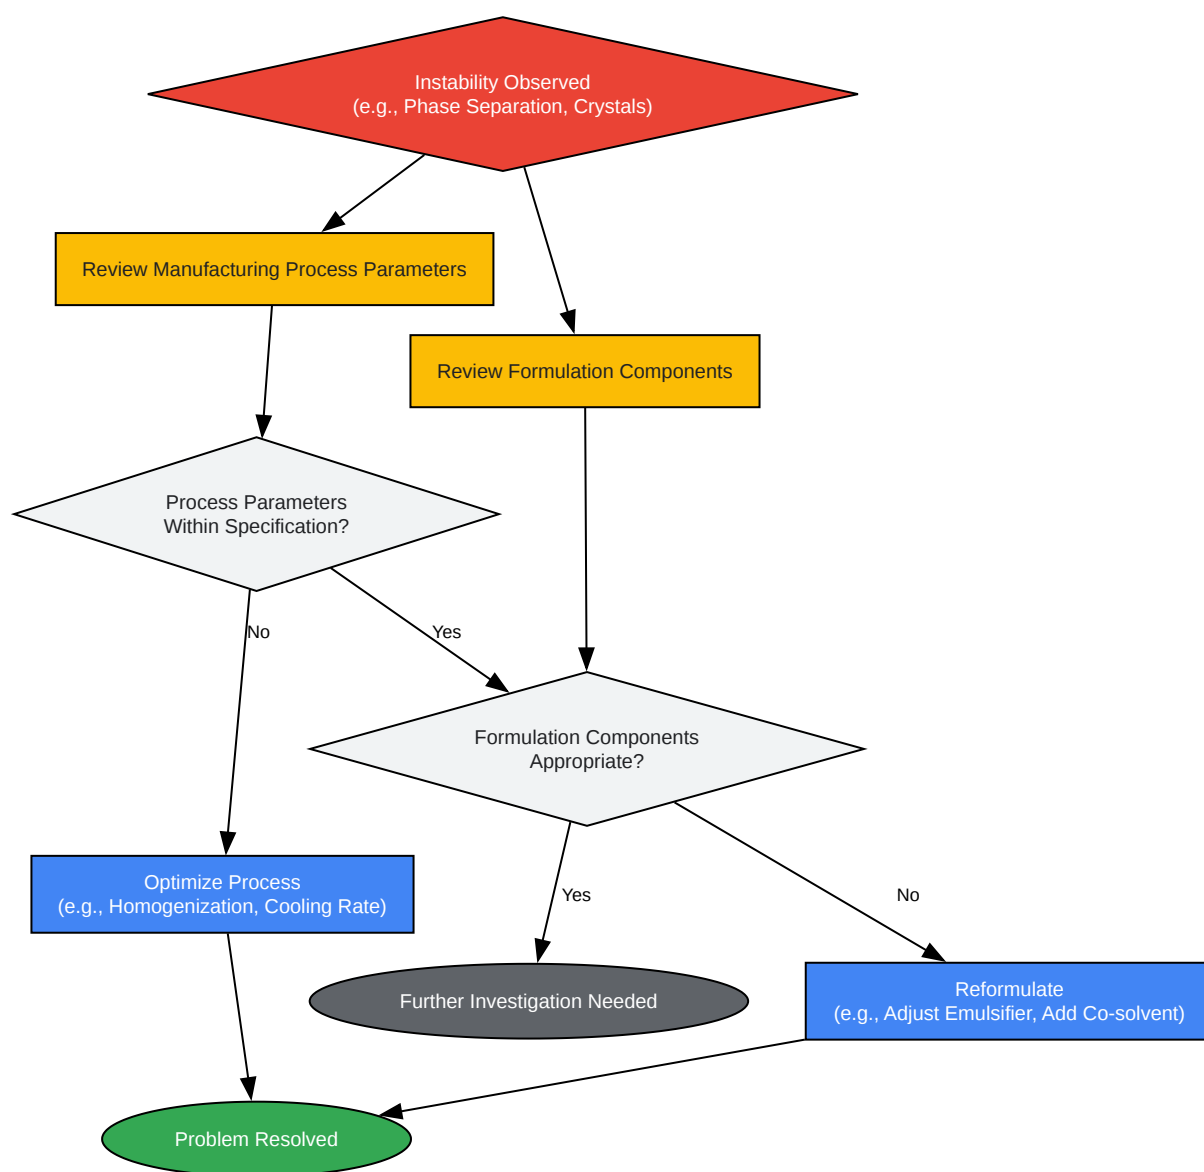 Instability Observed
(e.g., Phase Separation, Crystals)
Review Manufacturing Process Parameters
Review Formulation Components
Process Parameters
Within Specification?
No
Yes
Formulation Components
Appropriate?
Optimize Process
(e.g., Homogenization, Cooling Rate)
Yes
No
Further Investigation Needed
Reformulate
(e.g., Adjust Emulsifier, Add Co-solvent)
Problem Resolved